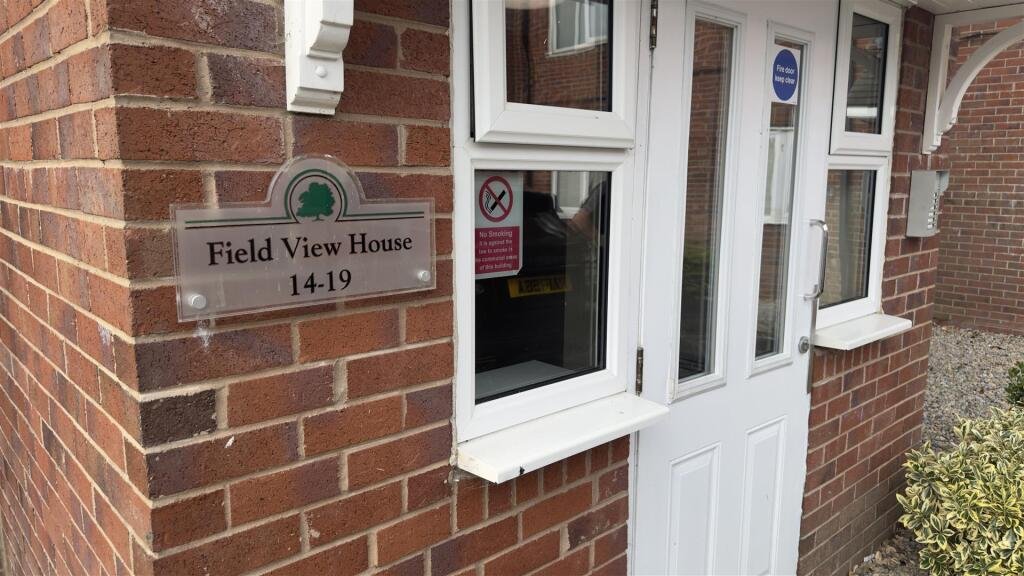 Field View House
14-19
No Smoking
It is against the
law to smoke in
the communal areas
of this building
Fire door
keep clear